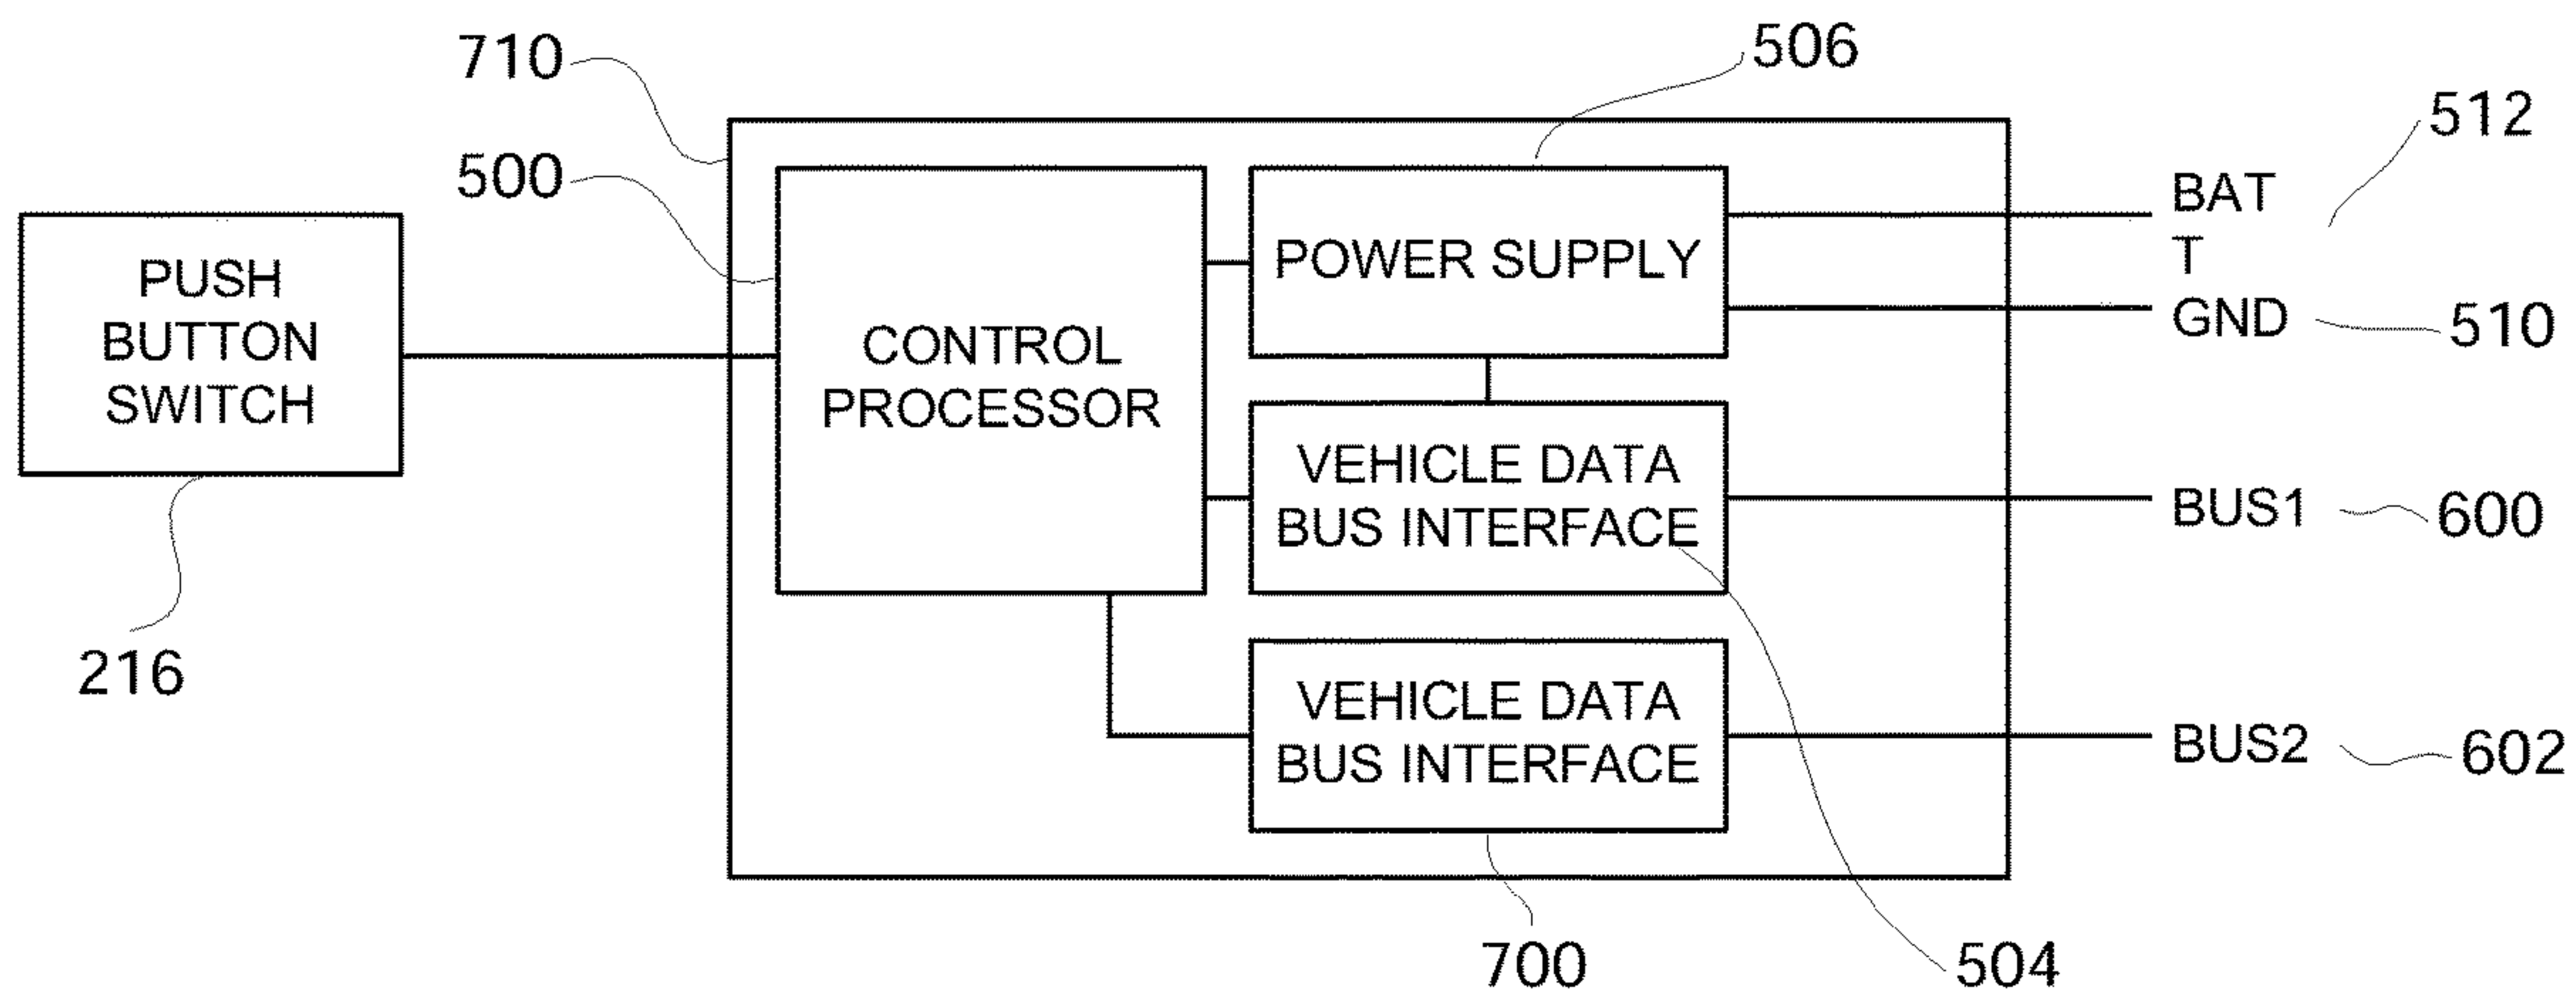 710
506
512
500
BAT
T
PUSH
BUTTON
SWITCH
POWER SUPPLY
GND
510
CONTROL
PROCESSOR
VEHICLE DATA
BUS INTERFACE
BUS1
600
216
VEHICLE DATA
BUS INTERFACE
BUS2
602
700
504